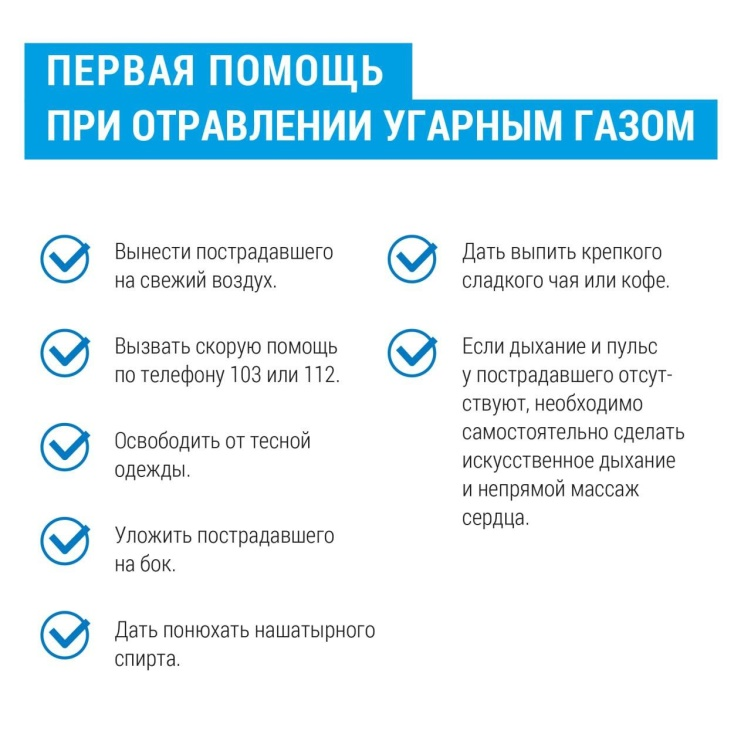 ПЕРВАЯ ПОМОЩЬ
ПРИ ОТРАВЛЕНИИ УГАРНЫМ ГАЗОМ
Вынести пострадавшего
на свежий воздух.
Вызвать скорую помощь
по телефону 103 или 112.
Освободить от тесной
одежды.
Уложить пострадавшего
на бок.
Дать понюхать нашатырного
спирта.
Дать выпить крепкого
сладкого чая или кофе.
Если дыхание и пульс
у пострадавшего отсут-
ствуют, необходимо
самостоятельно сделать
искусственное дыхание
и непрямой массаж
сердца.